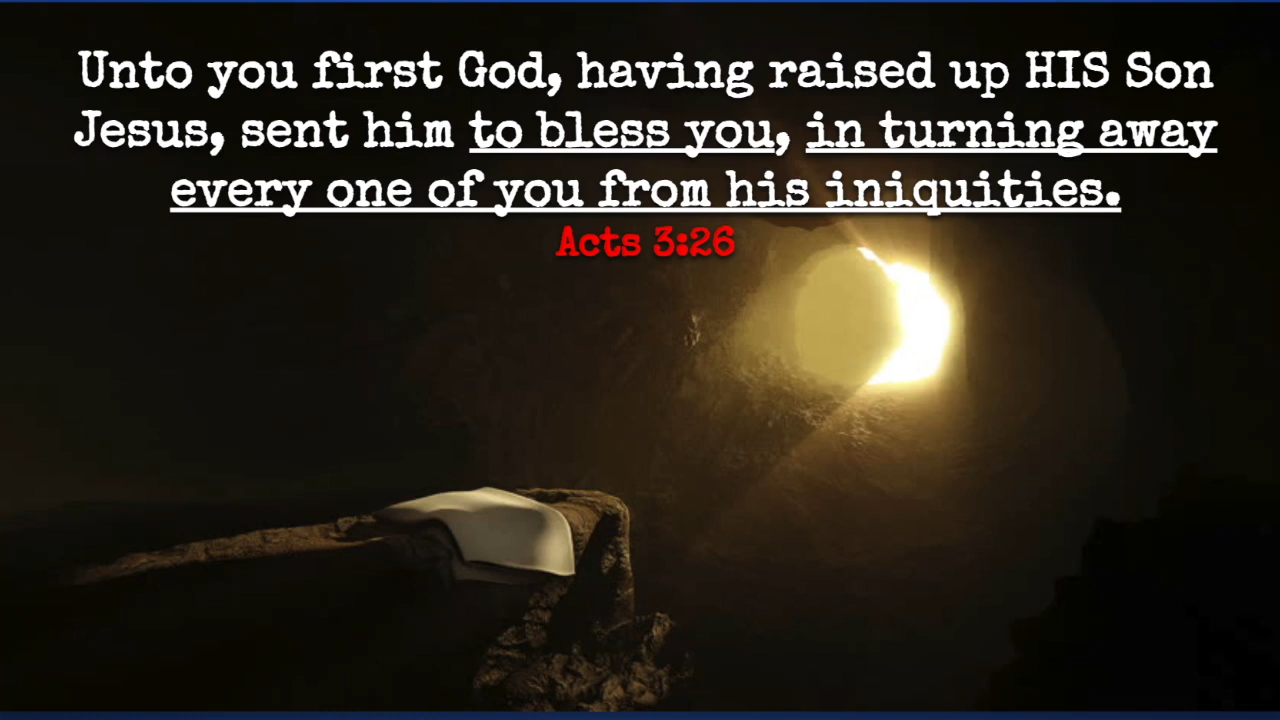 Unto you first God, having raised up HIS Son
Jesus, sent him to bless you, in turning away
every one of you from his iniquities.
Acts 3:26